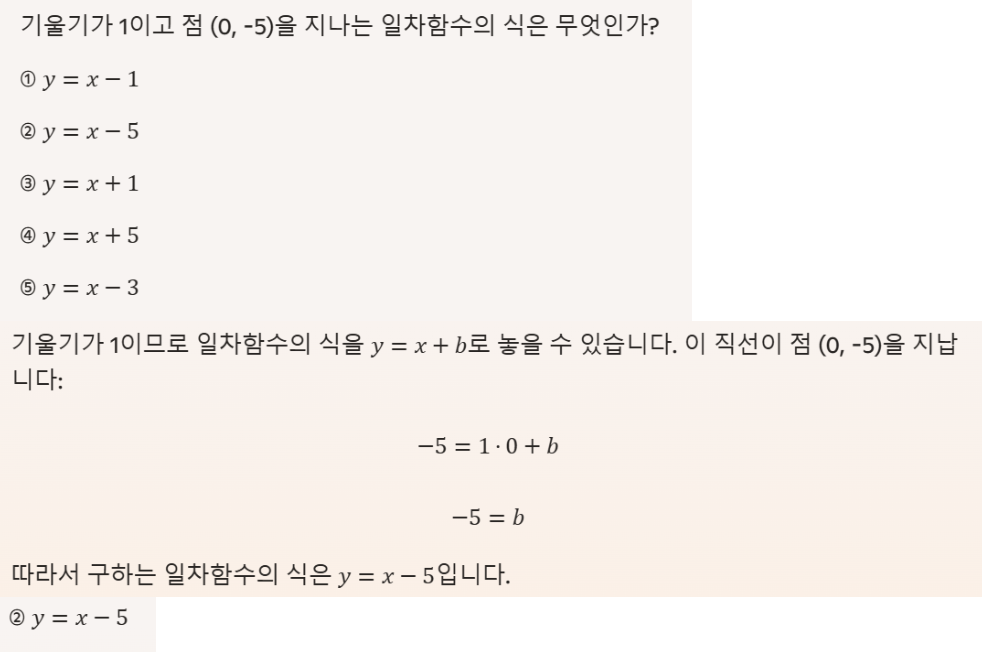 기울기가 1이고 점 (0, -5)을 지나는 일차함수의 식은 무엇인가?
① y = x − 1
② y = x − 5
③ y = x + 1
④ y = x + 5
⑤ y = x − 3
기울기가 1이므로 일차함수의 식을 y = x + b로 놓을 수 있습니다. 이 직선이 점 (0, -5)을 지납
니다:
−5 = 1 · 0 + b
−5 = b
따라서 구하는 일차함수의 식은 y = x − 5입니다.
② y = x − 5